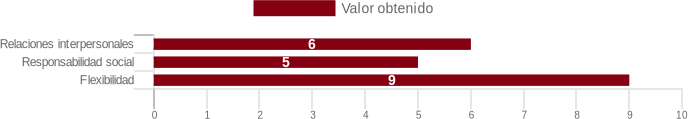 Valor obtenido
Relaciones interpersonales 6
Responsabilidad social 5
Flexibilidad 9
0 1 2 3 4 5 6 7 8 9 10